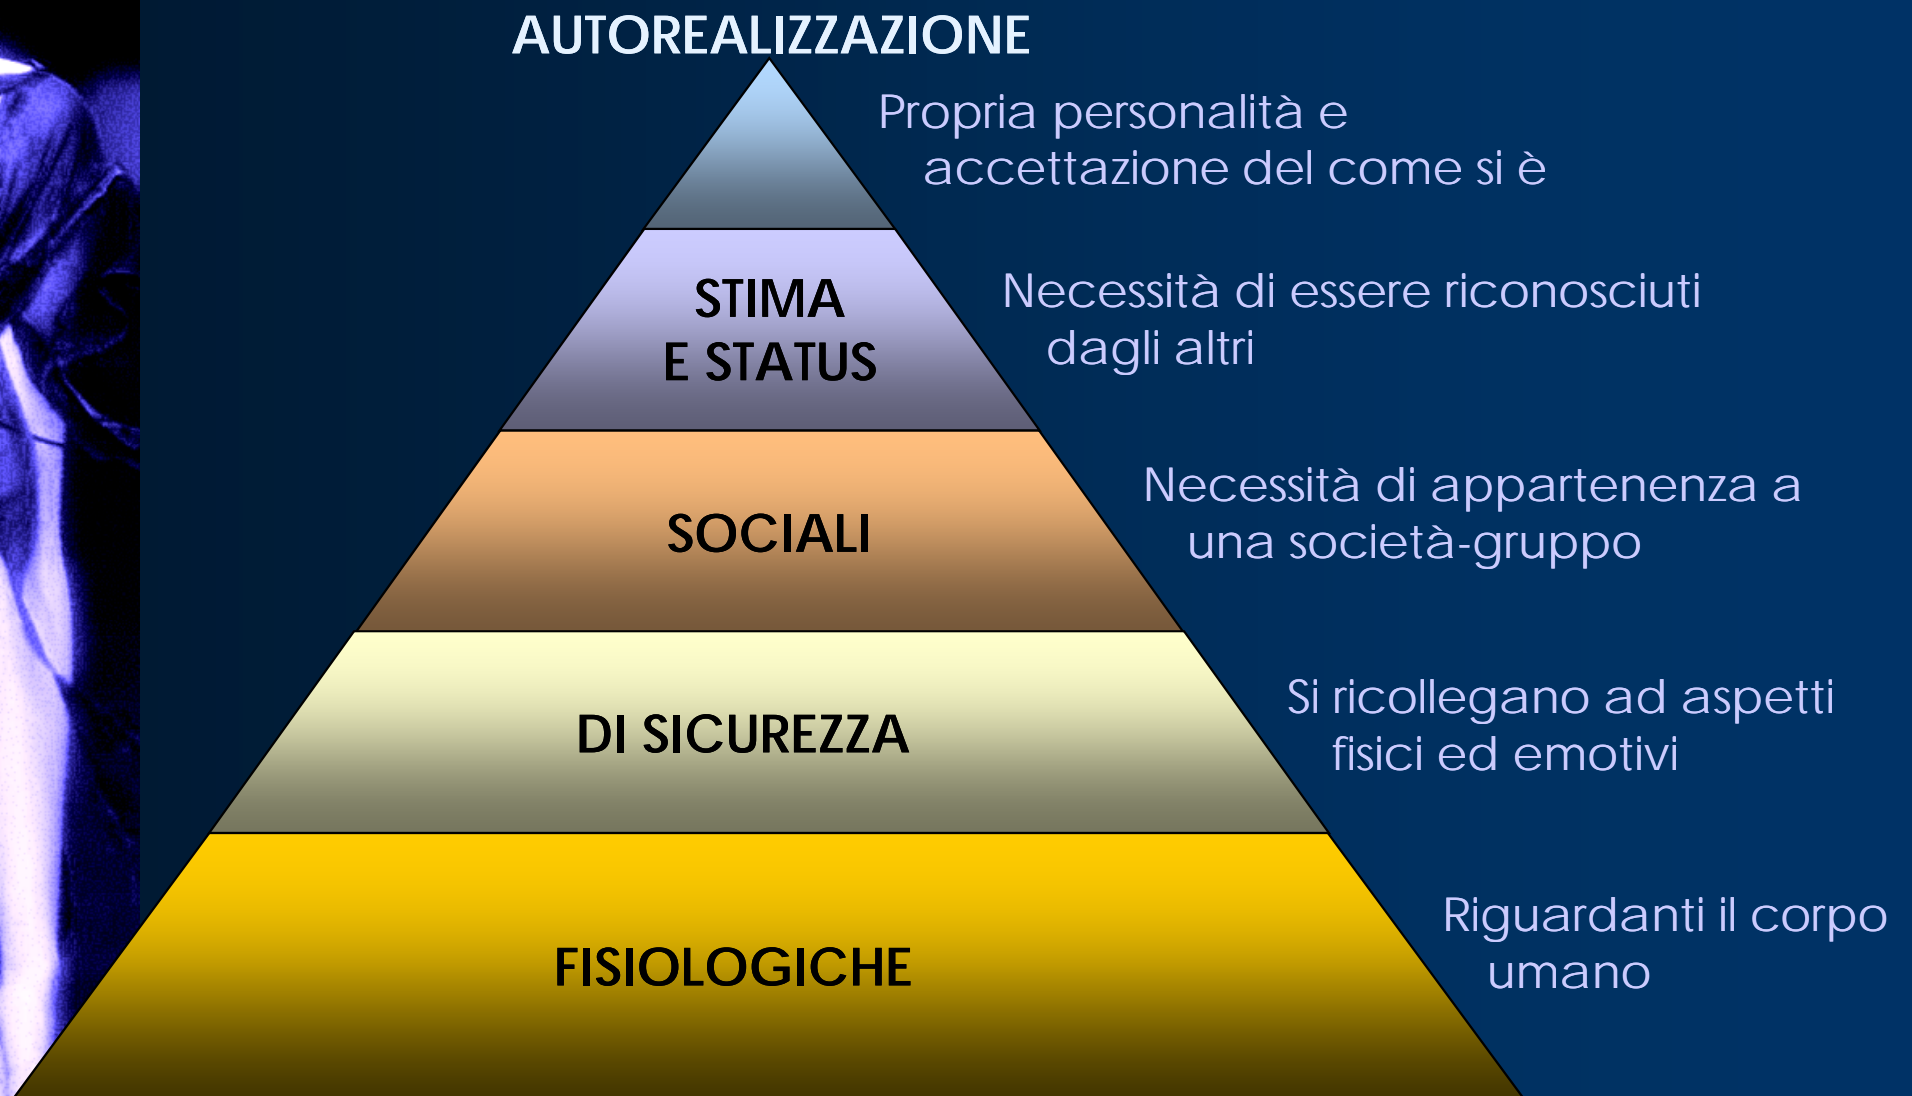 AUTOREALIZZAZIONE
Propria personalità e
accettazione del come si è
STIMA
E STATUS
Necessità di essere riconosciuti
dagli altri
SOCIALI
Necessità di appartenenza a
una società-gruppo
DI SICUREZZA
Si ricollegano ad aspetti
fisici ed emotivi
FISIOLOGICHE
Riguardanti il corpo
umano